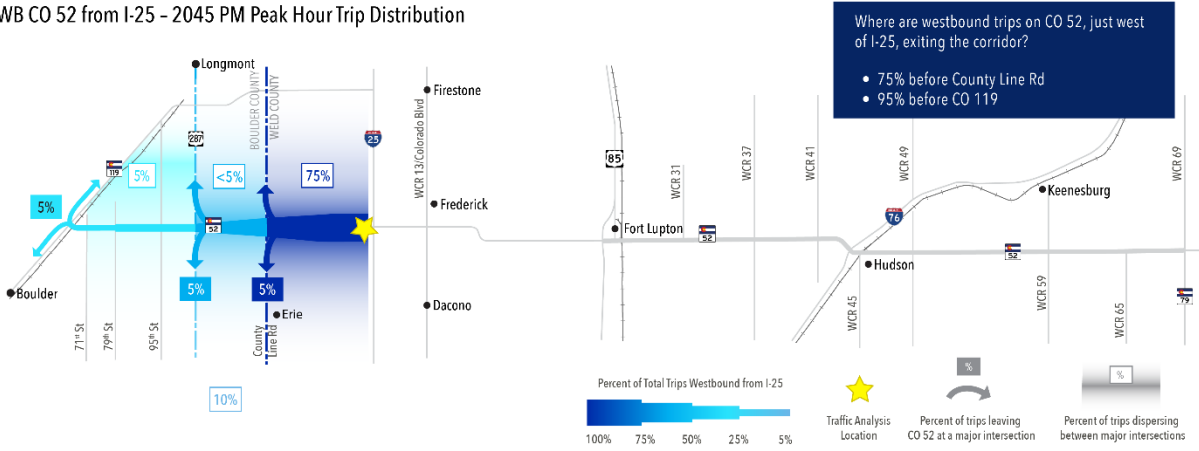 WB CO 52 from I-25 – 2045 PM Peak Hour Trip Distribution
Where are westbound trips on CO 52, just west
of I-25, exiting the corridor?
• 75% before County Line Rd
• 95% before CO 119
Longmont
BOULDER COUNTY
WELD COUNTY
Firestone
287
25
WCR 13/Colorado Blvd
119
5%
<5%
75%
5%
Frederick
52
5%
5%
Boulder
Erie
Dacono
71st St
79th St
95th St
County
Line Rd
10%
85
WCR 31
WCR 37
WCR 41
WCR 49
WCR 69
76
Keenesburg
Fort Lupton
52
52
Hudson
WCR 45
WCR 59
WCR 65
79
Percent of Total Trips Westbound from I-25
100%
75%
50%
25%
5%
Traffic Analysis
Location
%
Percent of trips leaving
CO 52 at a major intersection
%
Percent of trips dispersing
between major intersections